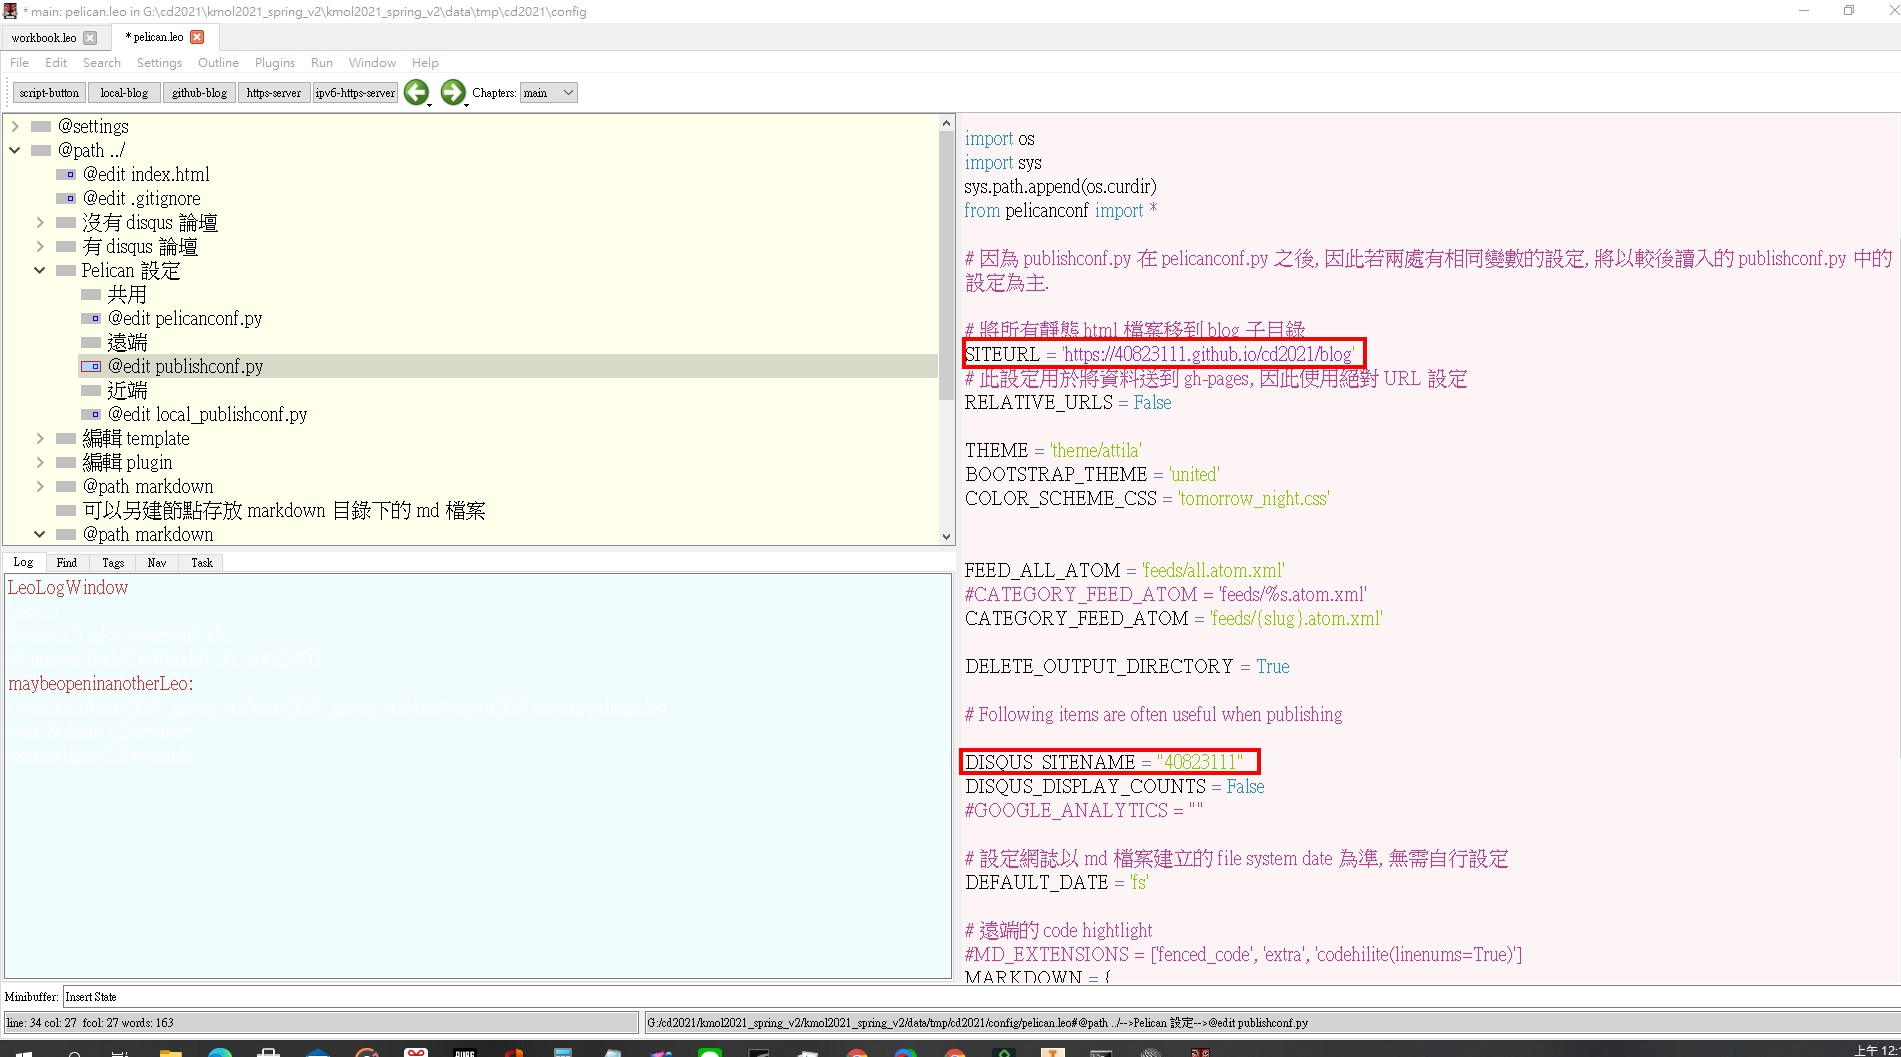 * main: pelican.leo in G:\cd2021\kmol2021_spring_v2\kmol2021_spring_v2\data\tmp\cd2021\config
workbook.leo
* pelican.leo
File Edit Search Settings Outline Plugins Run Window Help
script-button local-blog github-blog https-server ipv6-https-server Chapters: main
@settings
@path ../
@edit index.html
@edit .gitignore
沒有 disqus 論壇
有 disqus 論壇
Pelican 設定
共用
@edit pelicanconf.py
遠端
@edit publishconf.py
近端
@edit local_publishconf.py
編輯 template
編輯 plugin
@path markdown
可以另建節點存放 markdown 目錄下的 md 檔案
@path markdown
Log Find Tags Nav Task
LeoLogWindow
maybeopeninanotherLeo:
import os
import sys
sys.path.append(os.curdir)
from pelicanconf import *
# 因為 publishconf.py 在 pelicanconf.py 之後, 因此若兩處有相同變數的設定, 將以較後讀入的 publishconf.py 中的
設定為主.
# 將所有靜態 html 檔案移到 blog 子目錄
SITEURL = 'https://40823111.github.io/cd2021/blog'
# 此設定用於將資料送到 gh-pages, 因此使用絕對 URL 設定
RELATIVE_URLS = False
THEME = 'theme/attila'
BOOTSTRAP_THEME = 'united'
COLOR_SCHEME_CSS = 'tomorrow_night.css'
FEED_ALL_ATOM = 'feeds/all.atom.xml'
#CATEGORY_FEED_ATOM = 'feeds/%s.atom.xml'
CATEGORY_FEED_ATOM = 'feeds/{slug}.atom.xml'
DELETE_OUTPUT_DIRECTORY = True
# Following items are often useful when publishing
DISQUS_SITENAME = "40823111"
DISQUS_DISPLAY_COUNTS = False
#GOOGLE_ANALYTICS = ""
# 設定網誌以 md 檔案建立的 file system date 為準, 無需自行設定
DEFAULT_DATE = 'fs'
# 遠端的 code hightlight
#MD_EXTENSIONS = ['fenced_code', 'extra', 'codehilite(linenums=True)']
MARKDOWN = {
Minibuffer: Insert State
line: 34 col: 27 fcol: 27 words: 163
G:/cd2021/kmol2021_spring_v2/kmol2021_spring_v2/data/tmp/cd2021/config/pelican.leo#@path ../-->Pelican 設定-->@edit publishconf.py
上午 12: